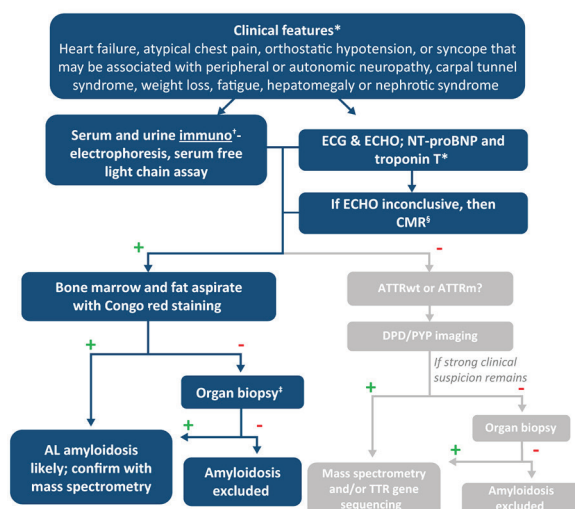 Clinical features*
Heart failure, atypical chest pain, orthostatic hypotension, or syncope that
may be associated with peripheral or autonomic neuropathy, carpal tunnel
syndrome, weight loss, fatigue, hepatomegaly or nephrotic syndrome
Serum and urine immuno†-
electrophoresis, serum free
light chain assay
ECG & ECHO; NT-proBNP and
troponin T*
If ECHO inconclusive, then
CMR§
+
-
Bone marrow and fat aspirate
with Congo red staining
ATTRwt or ATTRm?
DPD/PYP imaging
If strong clinical
suspicion remains
+
-
Organ biopsy‡
+
-
AL amyloidosis
likely; confirm with
mass spectrometry
Amyloidosis
excluded
+
-
Organ biopsy
+
-
Mass spectrometry
and/or TTR gene
sequencing
Amyloidosis
excluded